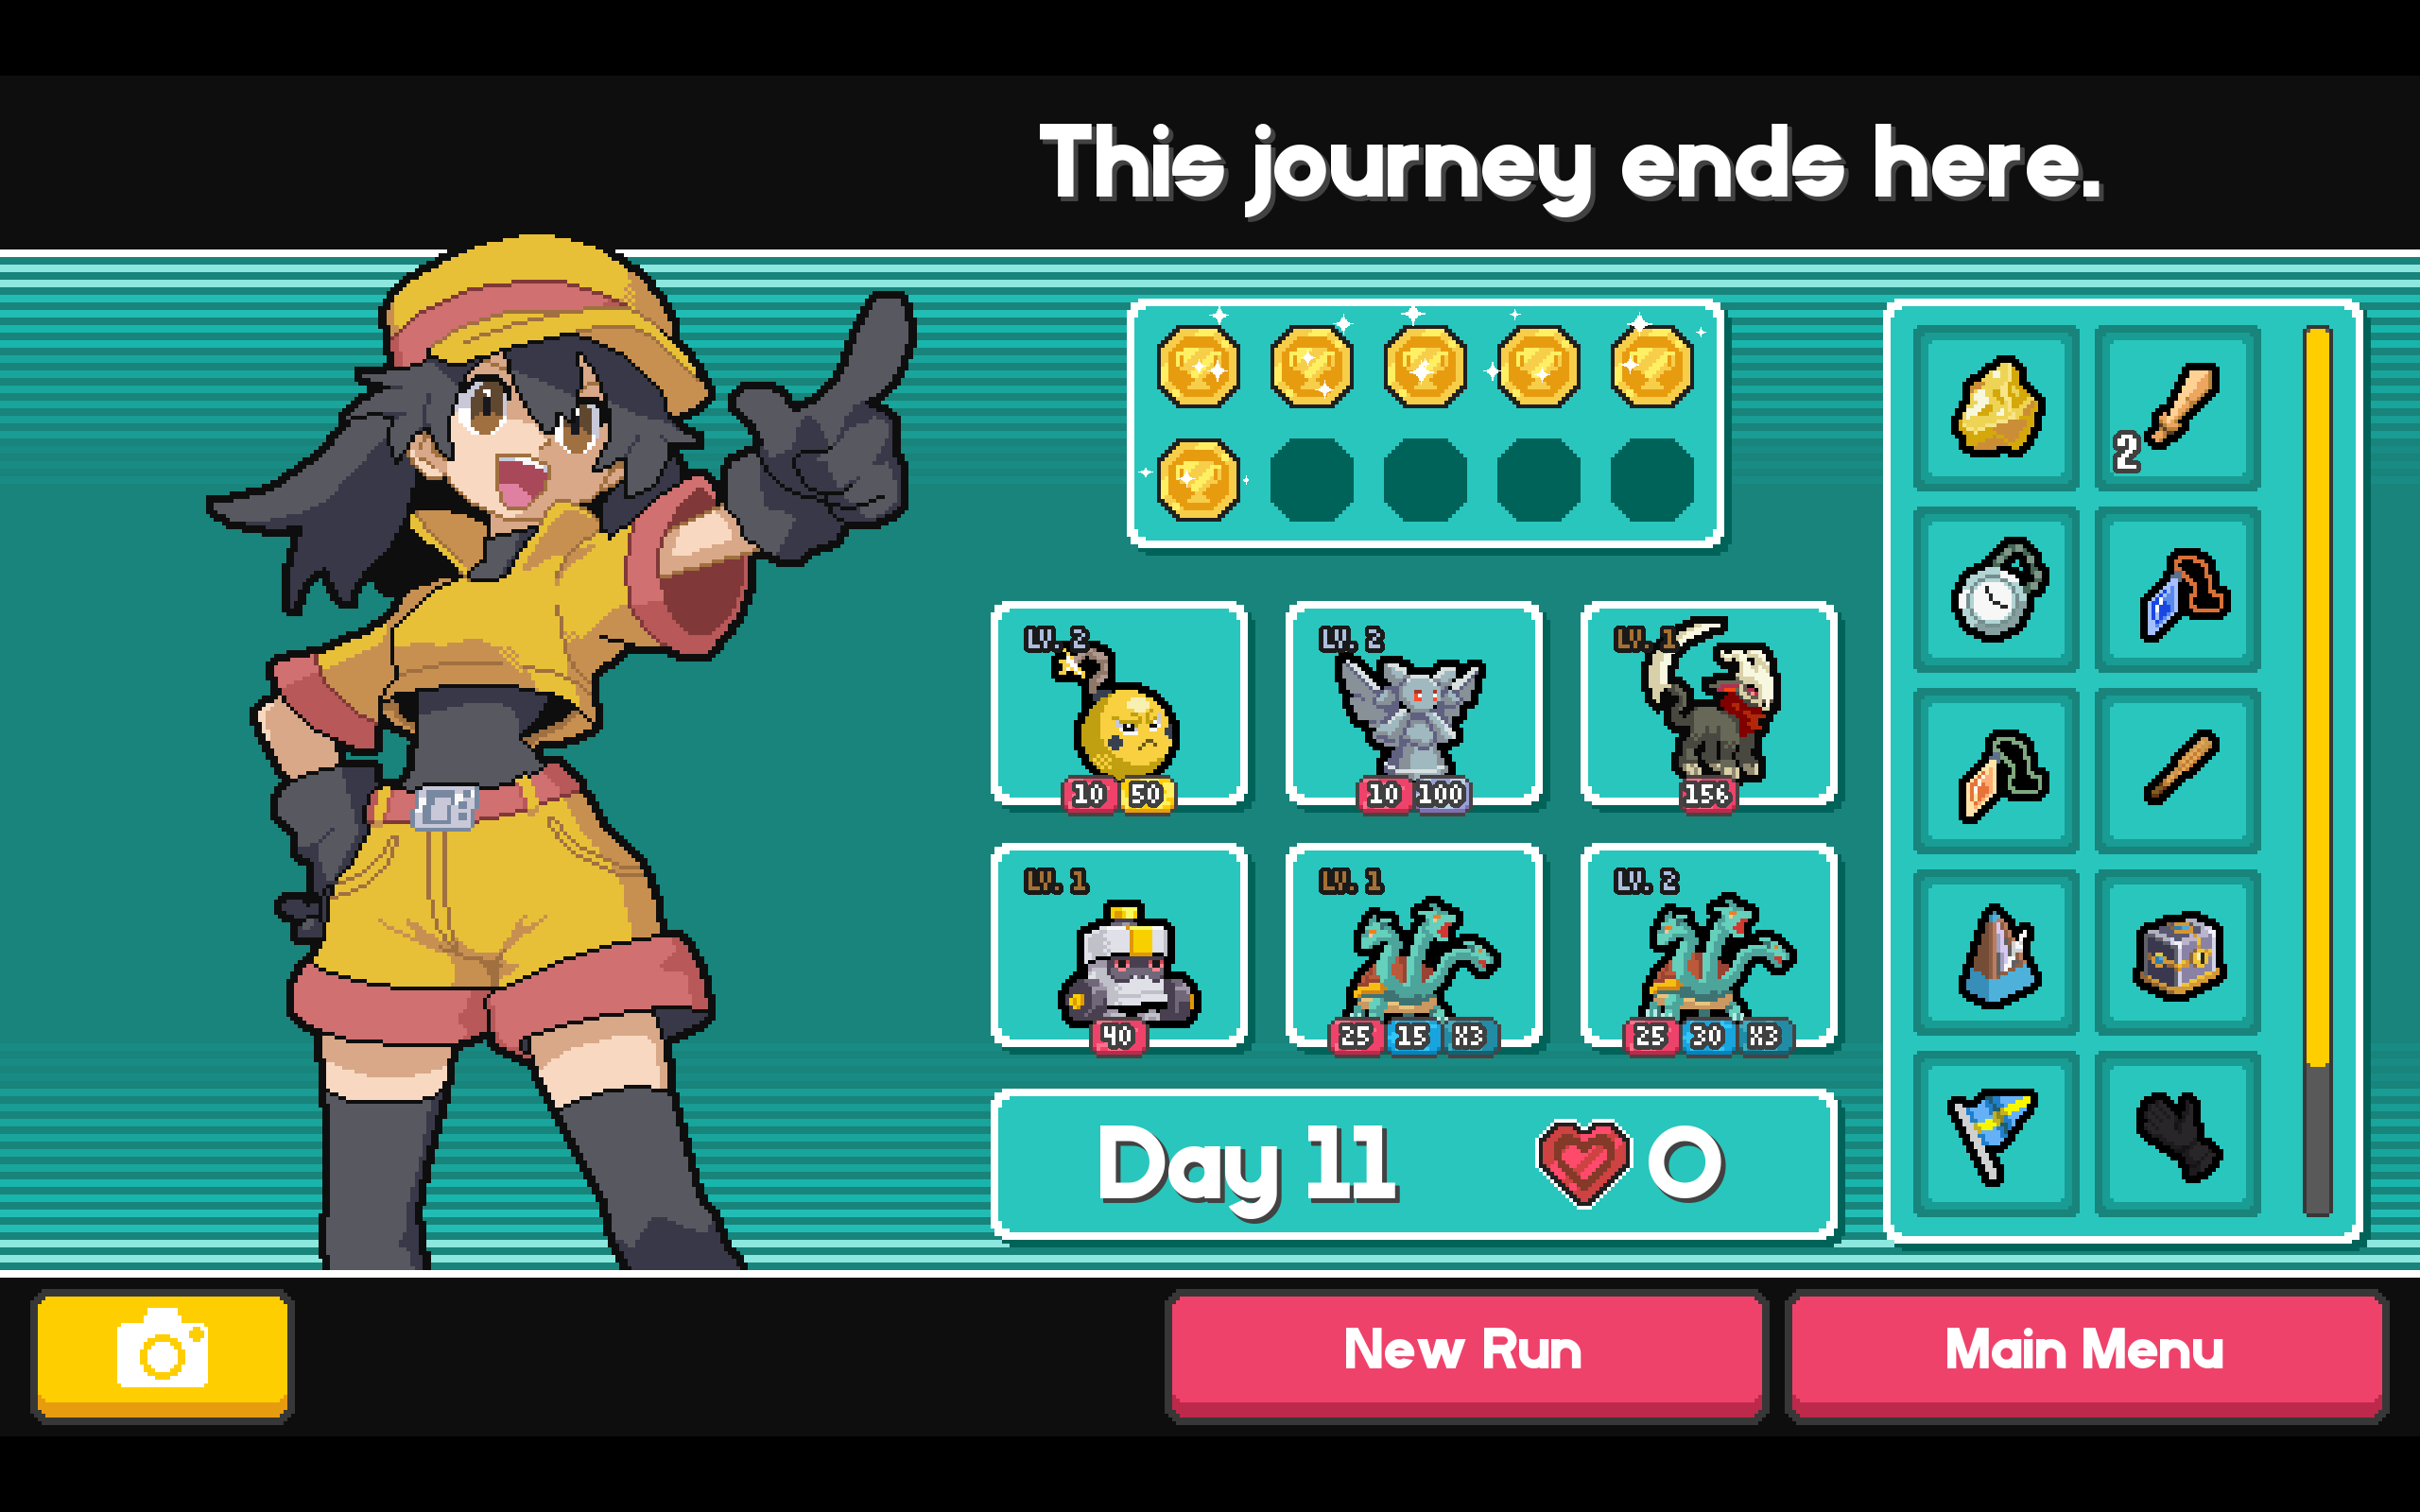 This journey ends here.
2
LV. 2
LV. 2
LV. 1
10 50
10 100
156
LV. 1
LV. 1
LV. 2
40
25 15 X3
25 30 X3
Day 11 0
New Run
Main Menu